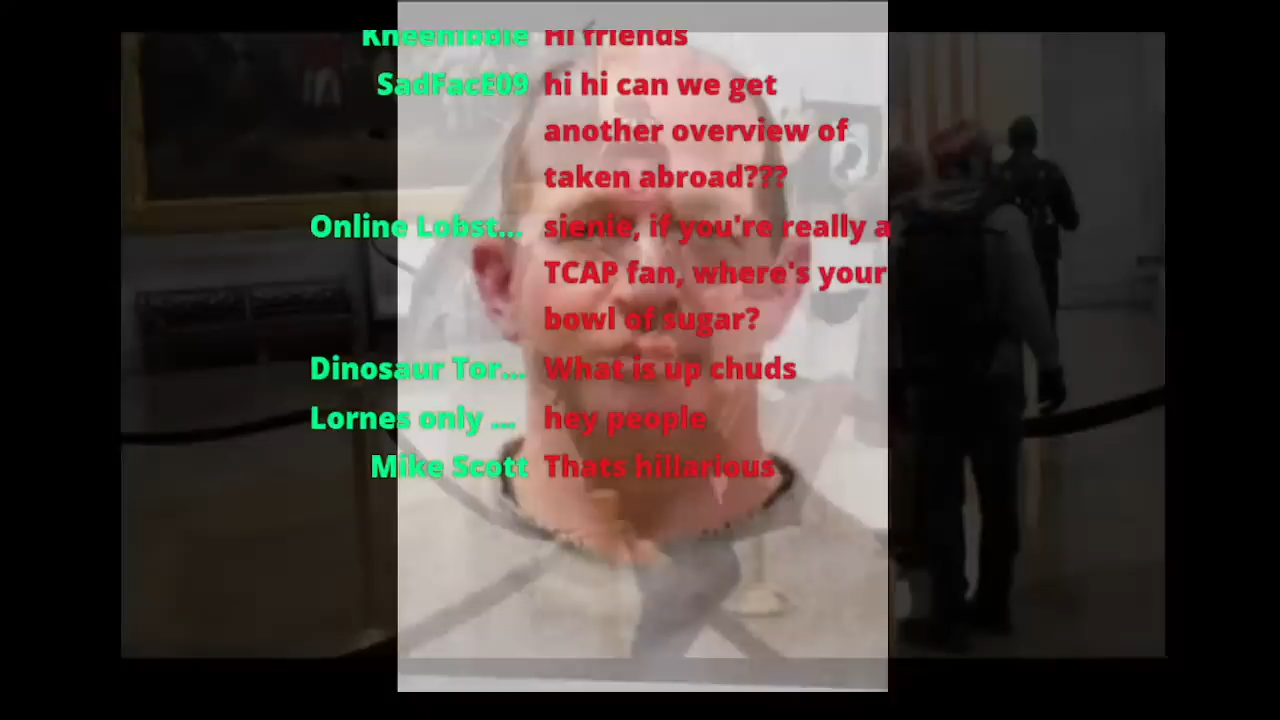 Kneenibble Hi friends
SadFacE09 hi hi can we get
another overview of
taken abroad???
Online Lobst... sienie, if you're really a
TCAP fan, where's your
bowl of sugar?
Dinosaur Tor... What is up chuds
Lornes only ... hey people
Mike Scott Thats hillarious